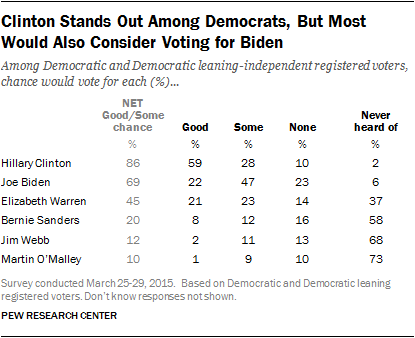 Clinton Stands Out Among Democrats, But Most
Would Also Consider Voting for Biden
Among Democratic and Democratic leaning-independent registered voters,
chance would vote for each (%)...
NET
Good/Some
chance Good Some None Never
heard of
% % % % %
Hillary Clinton 86 59 28 10 2
Joe Biden 69 22 47 23 6
Elizabeth Warren 45 21 23 14 37
Bernie Sanders 20 8 12 16 58
Jim Webb 12 2 11 13 68
Martin O'Malley 10 1 9 10 73
Survey conducted March 25-29, 2015. Based on Democratic and Democratic leaning
registered voters. Don't know responses not shown.
PEW RESEARCH CENTER